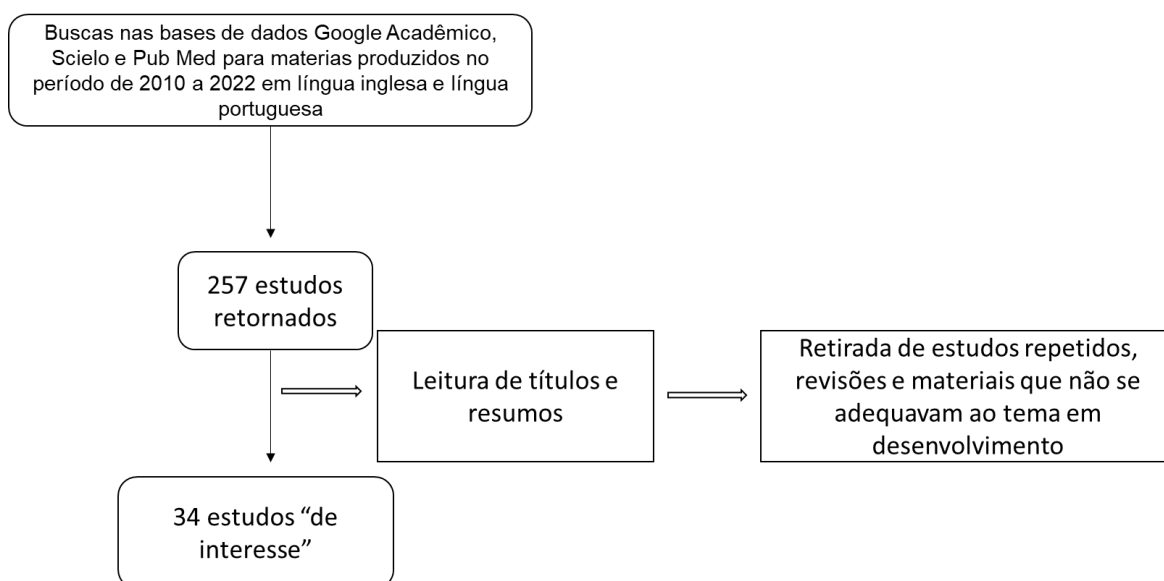 Buscas nas bases de dados Google Acadêmico,
Scielo e Pub Med para materias produzidos no
período de 2010 a 2022 em língua inglesa e língua
portuguesa
257 estudos
retornados
Leitura de títulos e
resumos
Retirada de estudos repetidos,
revisões e materiais que não se
adequavam ao tema em
desenvolvimento
34 estudos “de
interesse”